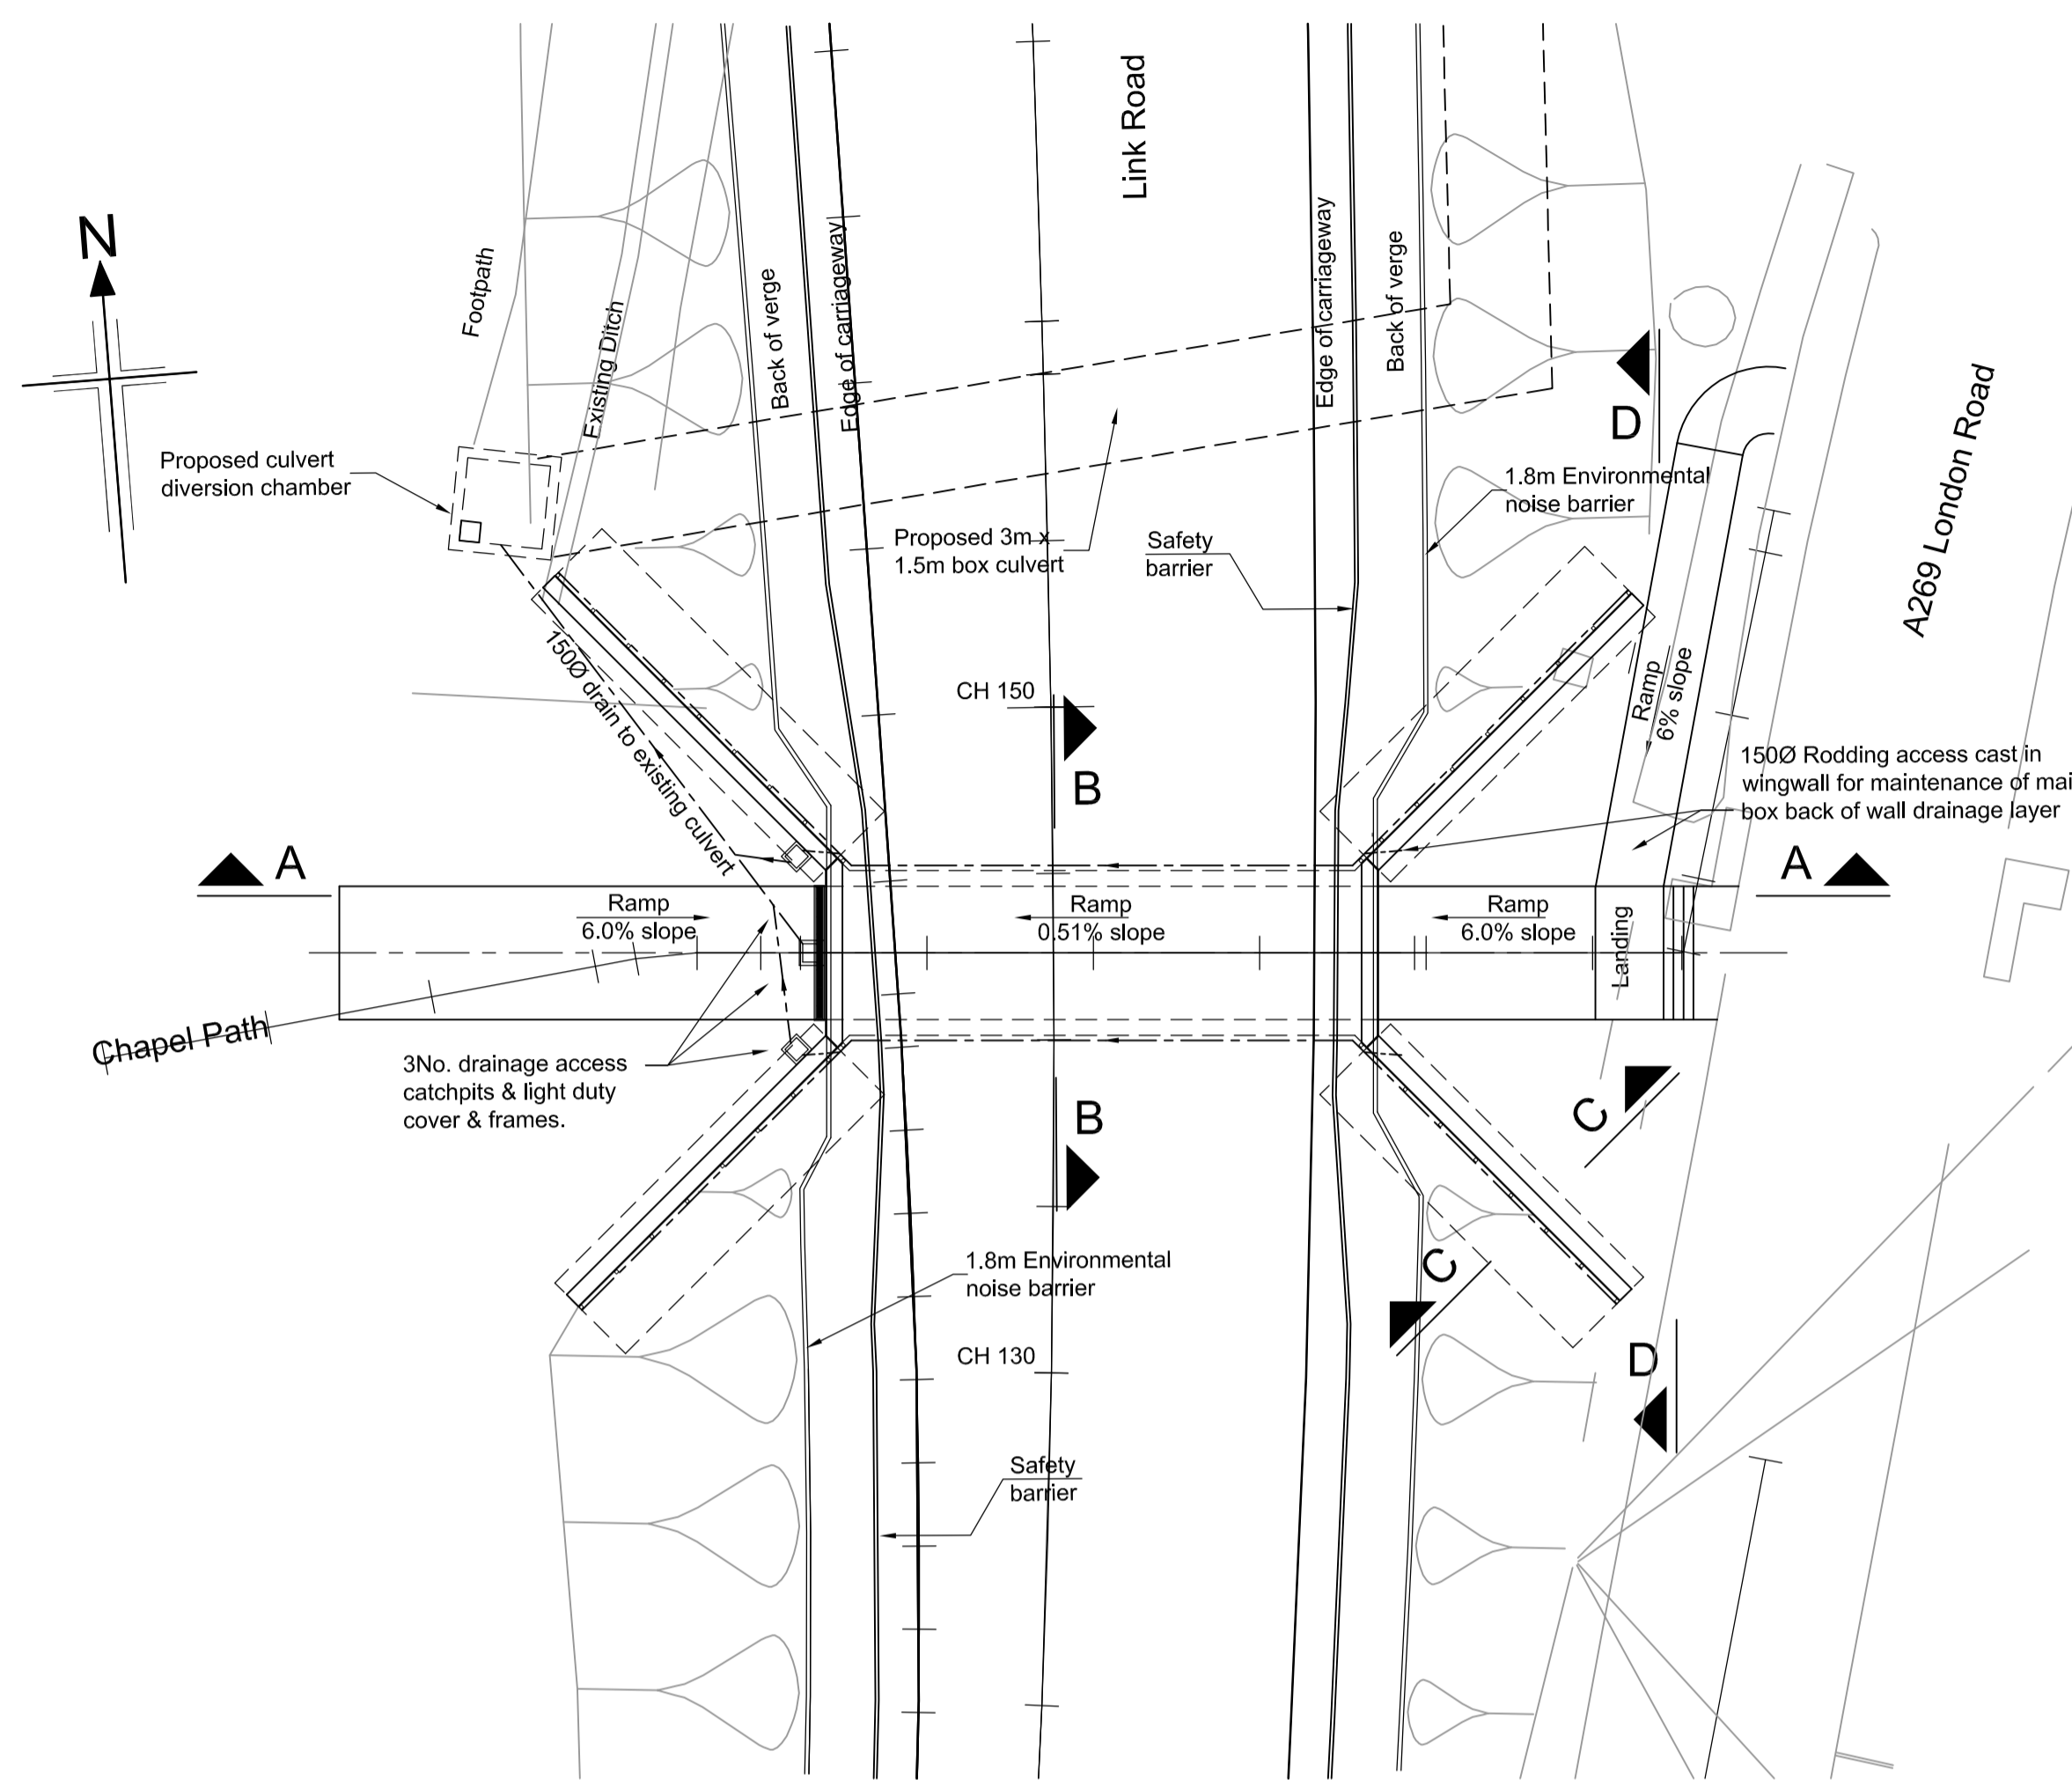 Link Road
N
Footpath
Existing Ditch
Back of verge
Edge of carriageway
Edge of carriageway
Back of verge
D
A269 London Road
Proposed culvert
diversion chamber
1.8m Environmental
noise barrier
Proposed 3m x
1.5m box culvert
Safety
barrier
150Ø drain to existing culvert
CH 150
B
Ramp
6% slope
150Ø Rodding access cast in
wingwall for maintenance of mai
box back of wall drainage layer
A
A
Ramp
6.0% slope
Ramp
0.51% slope
Ramp
6.0% slope
Landing
Chapel Path
3No. drainage access
catchpits & light duty
cover & frames.
B
C
C
1.8m Environmental
noise barrier
CH 130
D
Safety
barrier